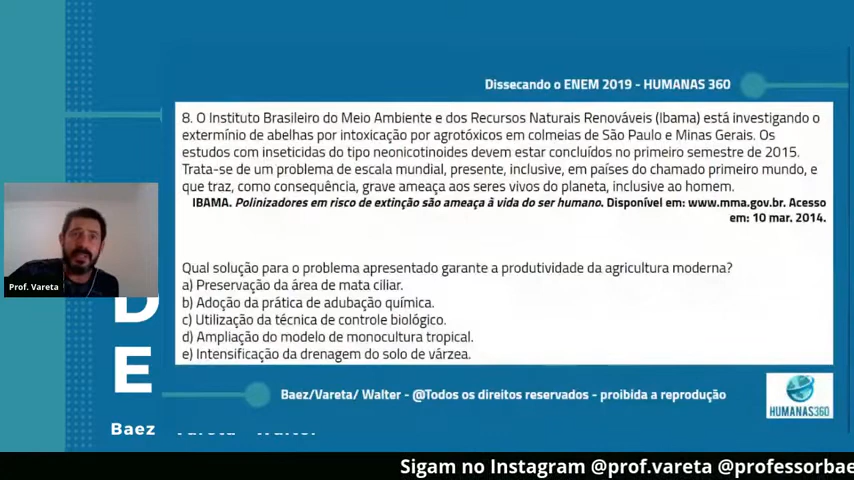 Dissecando o ENEM 2019 - HUMANAS 360
8. O Instituto Brasileiro do Meio Ambiente e dos Recursos Naturais Renováveis (Ibama) está investigando o
extermínio de abelhas por intoxicação por agrotóxicos em colmeias de São Paulo e Minas Gerais. Os
estudos com inseticidas do tipo neonicotinoides devem estar concluídos no primeiro semestre de 2015.
Trata-se de um problema de escala mundial, presente, inclusive, em países do chamado primeiro mundo, e
que traz, como consequência, grave ameaça aos seres vivos do planeta, inclusive ao homem.
IBAMA. Polinizadores em risco de extinção são ameaça à vida do ser humano. Disponível em: www.mma.gov.br. Acesso
em: 10 mar. 2014.
Qual solução para o problema apresentado garante a produtividade da agricultura moderna?
a) Preservação da área de mata ciliar.
b) Adoção da prática de adubação química.
c) Utilização da técnica de controle biológico.
d) Ampliação do modelo de monocultura tropical.
e) Intensificação da drenagem do solo de várzea.
Prof. Vareta
D
E
Baez/Vareta/ Walter - @Todos os direitos reservados - proibida a reprodução
HUMANAS360
Baez
Sigam no Instagram @prof.vareta @professorbae